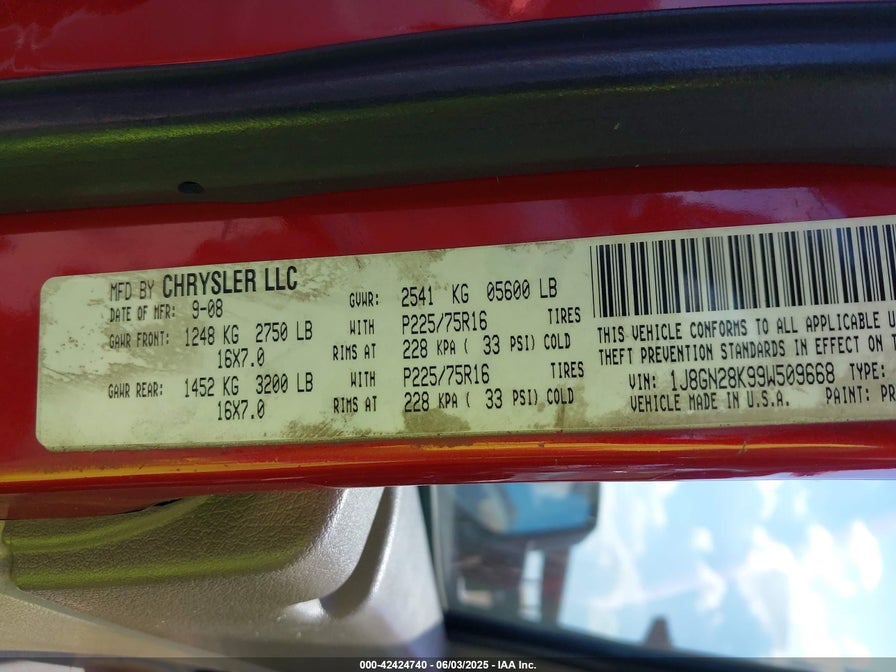 MFD BY CHRYSLER LLC
DATE OF MFR: 9-08
GVWR: 2541 KG 05600 LB
GAWR FRONT: 1248 KG 2750 LB WITH P225/75R16 TIRES
16X7.0 RIMS AT 228 KPA ( 33 PSI) COLD
GAWR REAR: 1452 KG 3200 LB WITH P225/75R16 TIRES
16X7.0 RIMS AT 228 KPA ( 33 PSI) COLD
THIS VEHICLE CONFORMS TO ALL APPLICABLE U
THEFT PREVENTION STANDARDS IN EFFECT ON T
VIN: 1J8GN28K99W509668 TYPE:
VEHICLE MADE IN U.S.A. PAINT: PR
000-42424740 - 06/03/2025 - IAA Inc.